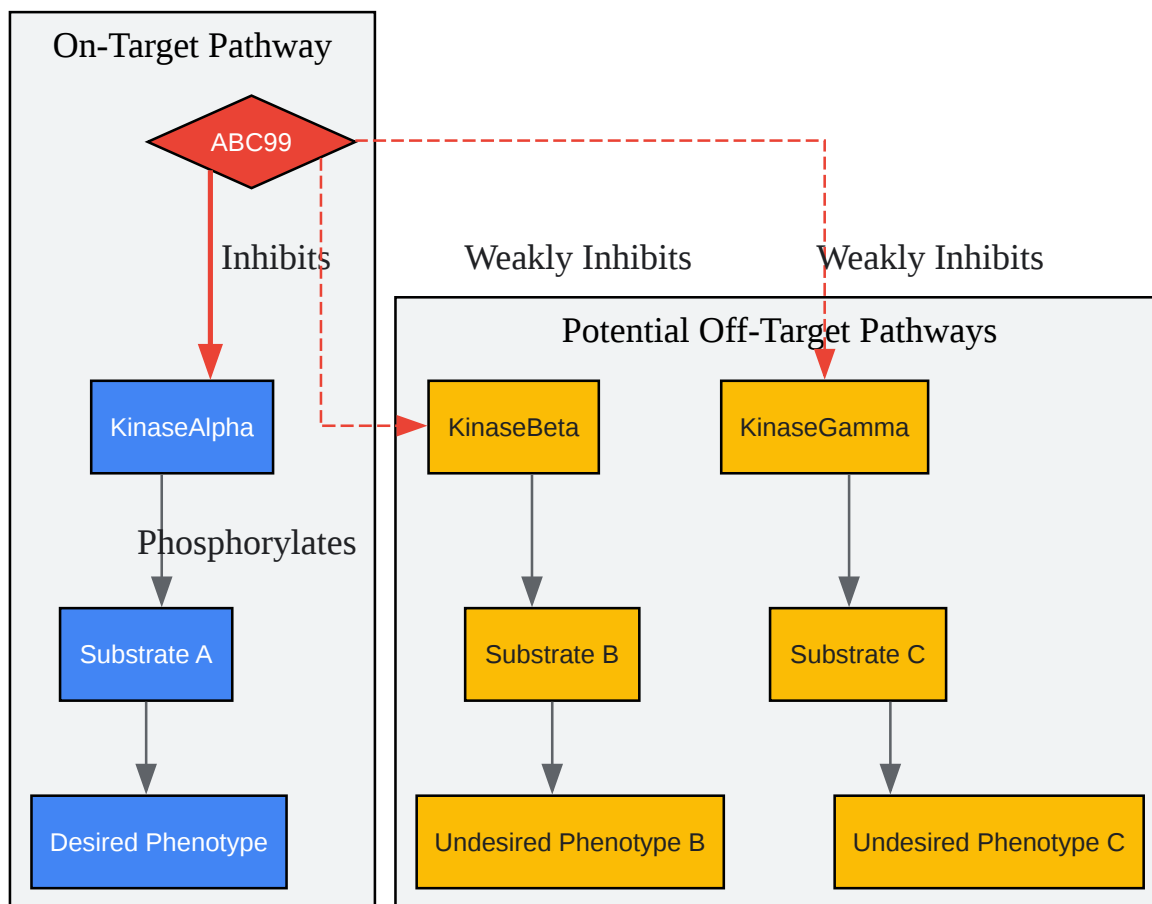 On-Target Pathway
ABC99
Inhibits
Weakly Inhibits
Weakly Inhibits
Potential Off-Target Pathways
KinaseAlpha
KinaseBeta
KinaseGamma
Phosphorylates
Substrate A
Substrate B
Substrate C
Desired Phenotype
Undesired Phenotype B
Undesired Phenotype C